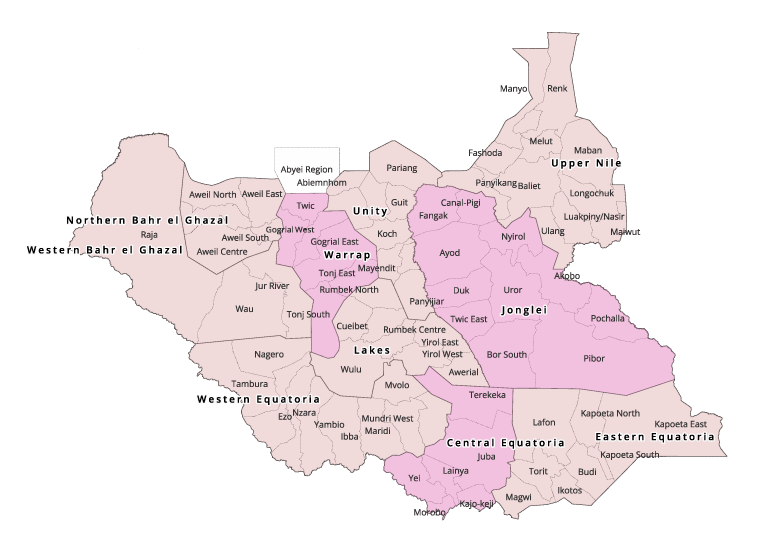 Manyo
Renk
Melut
Fashoda
Maban
Upper Nile
Abyei Region
Pariang
Abiemnhom
Panyikang
Baliet
Longochuk
Aweil North
Aweil East
Twic
Guit
Canal-Pigi
Unity
Fangak
Luakpiny/Nasir
Northern Bahr el Ghazal
Gogrial West
Koch
Nyirol
Ulang
Maiwut
Raja
Aweil South
Gogrial East
Western Bahr el Ghazal
Aweil Centre
Warrap
Ayod
Mayendit
Tonj East
Akobo
Jur River
Rumbek North
Duk
Uror
Panyijiar
Wau
Tonj South
Jonglei
Twic East
Pochalla
Cueibet
Rumbek Centre
Yirol East
Lakes
Yirol West
Bor South
Pibor
Nagero
Wulu
Awerial
Tambura
Mvolo
Terekeka
Western Equatoria
Ezo
Nzara
Mundri West
Kapoeta North
Yambio
Lafon
Kapoeta East
Maridi
Ibba
Central Equatoria
Eastern Equatoria
Juba
Kapoeta South
Yei
Lainya
Torit
Budi
Ikotos
Magwi
Kajo-keji
Morobo